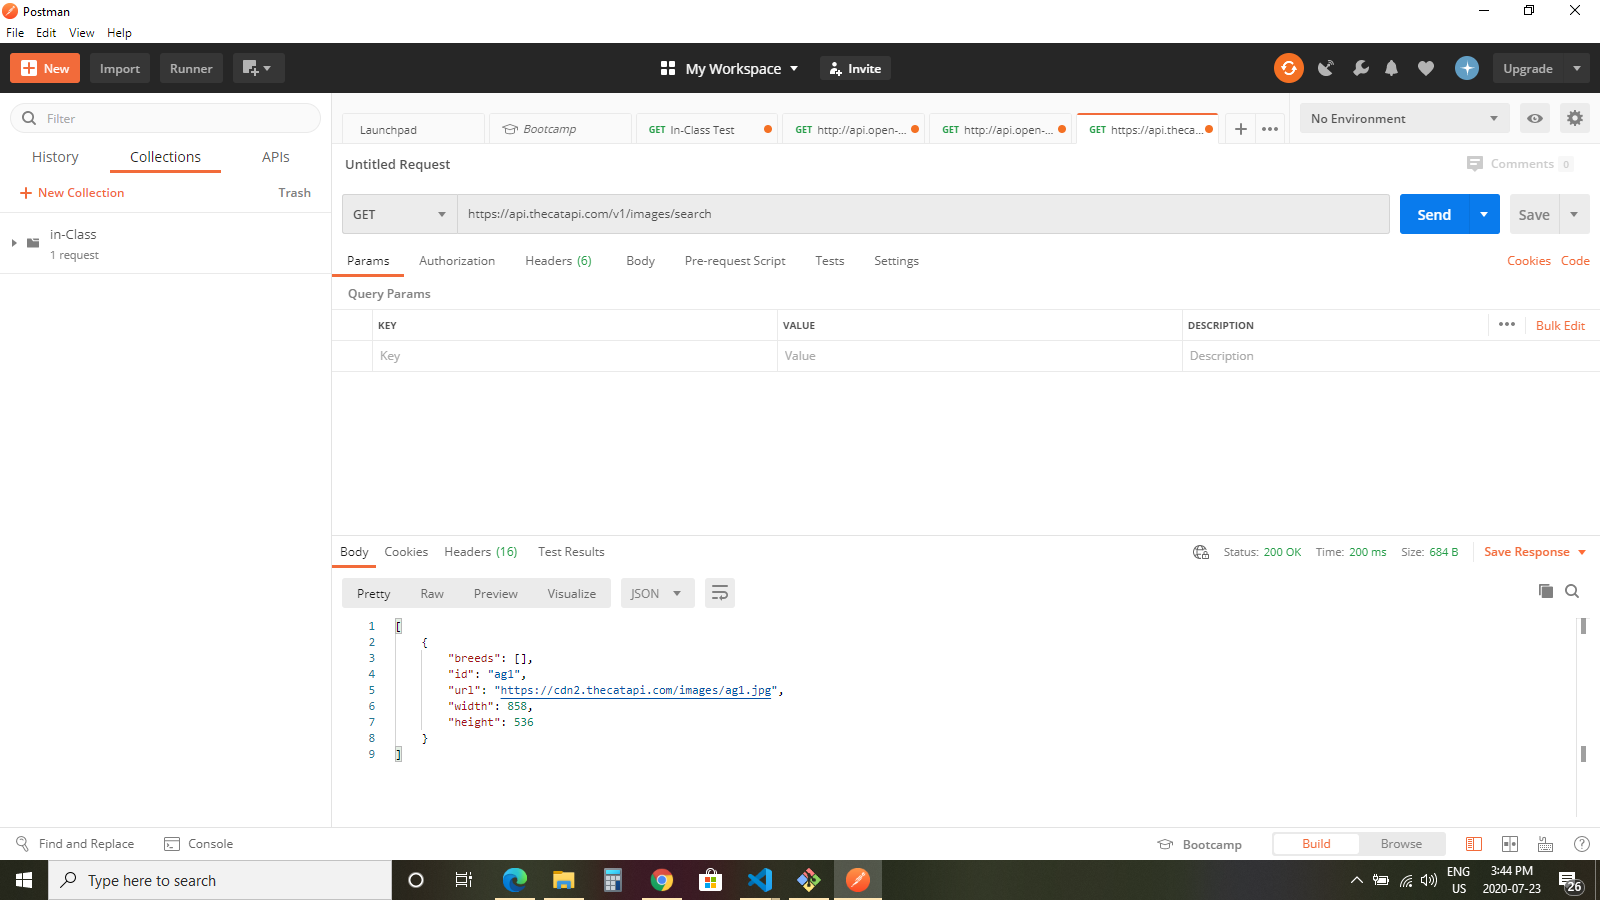 Postman
File Edit View Help
New Import Runner My Workspace Invite Upgrade
Filter
History Collections APIs
New Collection Trash
in-Class
1 request
Launchpad Bootcamp GET In-Class Test GET http://api.open-... GET http://api.open-... GET https://api.theca... No Environment
Untitled Request Comments 0
GET https://api.thecatapi.com/v1/images/search Send Save
Params Authorization Headers (6) Body Pre-request Script Tests Settings Cookies Code
Query Params
KEY VALUE DESCRIPTION Bulk Edit
Key Value Description
Body Cookies Headers (16) Test Results Status: 200 OK Time: 200 ms Size: 684 B Save Response
Pretty Raw Preview Visualize JSON
1 [
2 {
3 "breeds": [],
4 "id": "ag1",
5 "url": "https://cdn2.thecatapi.com/images/ag1.jpg",
6 "width": 858,
7 "height": 536
8 }
9 ]
Find and Replace Console Bootcamp Build Browse
Type here to search ENG US 3:44 PM 2020-07-23 26